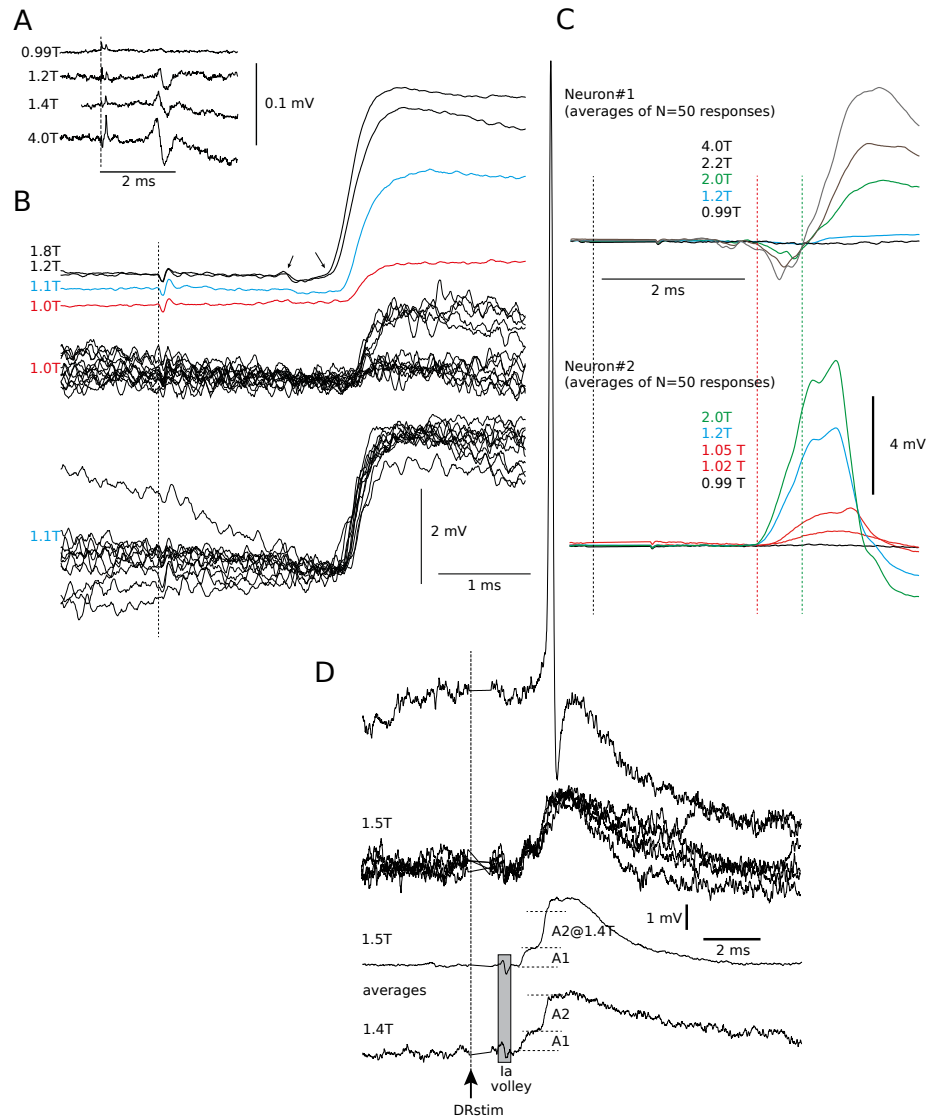 A
0.99T
1.2T
1.4T
4.0T
0.1 mV
2 ms
B
1.8T
1.2T
1.1T
1.0T
1.0T
1.1T
2 mV
1 ms
C
Neuron#1
(averages of N=50 responses)
4.0T
2.2T
2.0T
1.2T
0.99T
2 ms
Neuron#2
(averages of N=50 responses)
2.0T
1.2T
1.05 T
1.02 T
0.99 T
4 mV
D
1.5T
1 mV
2 ms
1.5T
A2@1.4T
A1
averages
1.4T
A2
A1
Ia
volley
DRstim